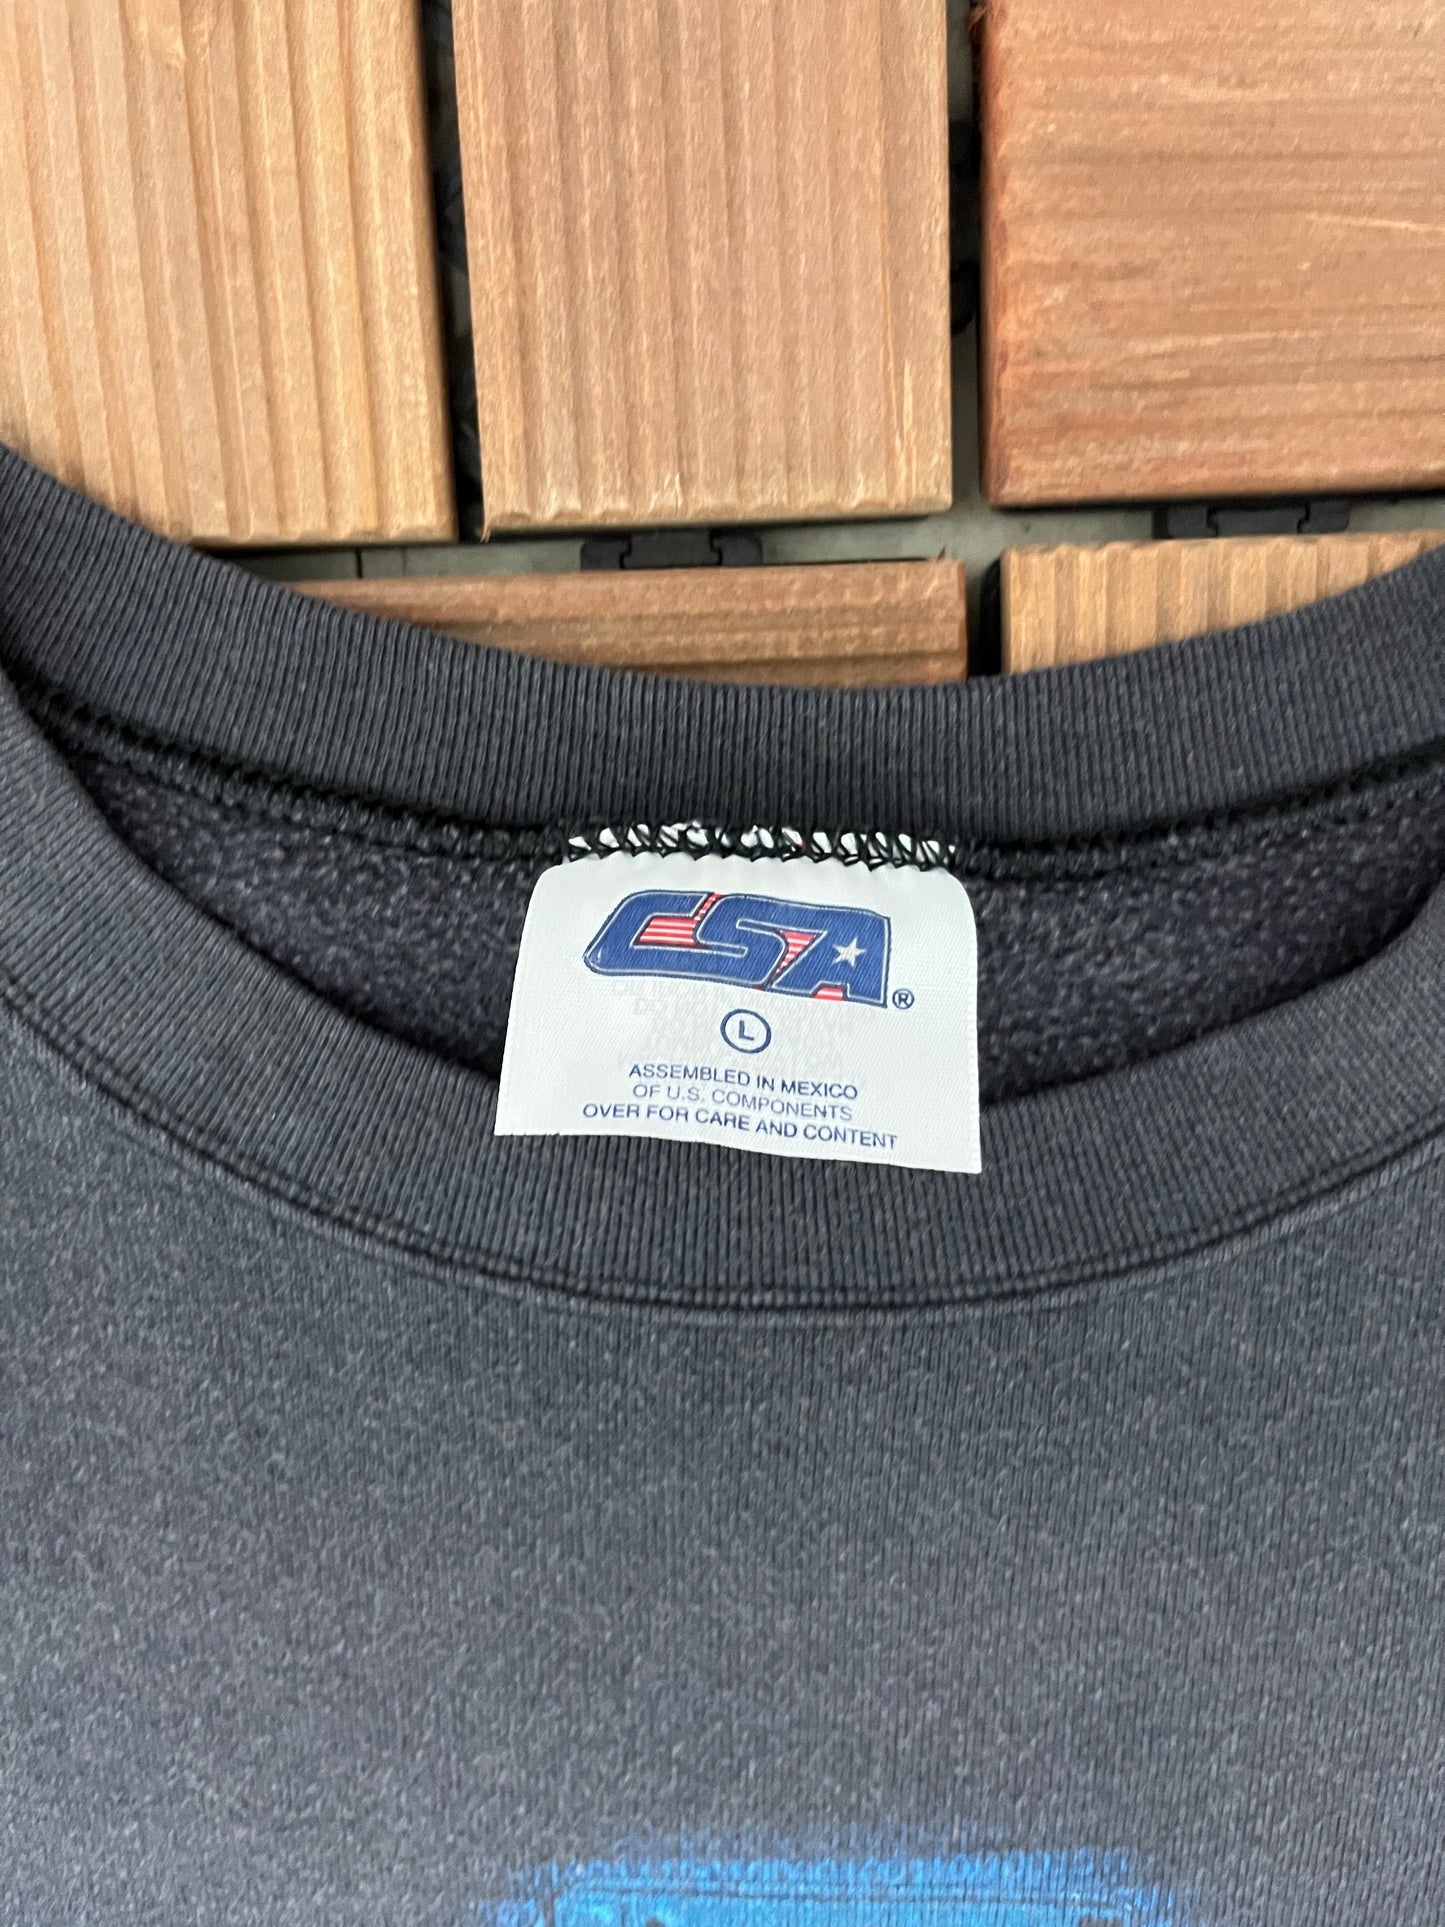 CSA®
L
ASSEMBLED IN MEXICO
OF U.S. COMPONENTS
OVER FOR CARE AND CONTENT